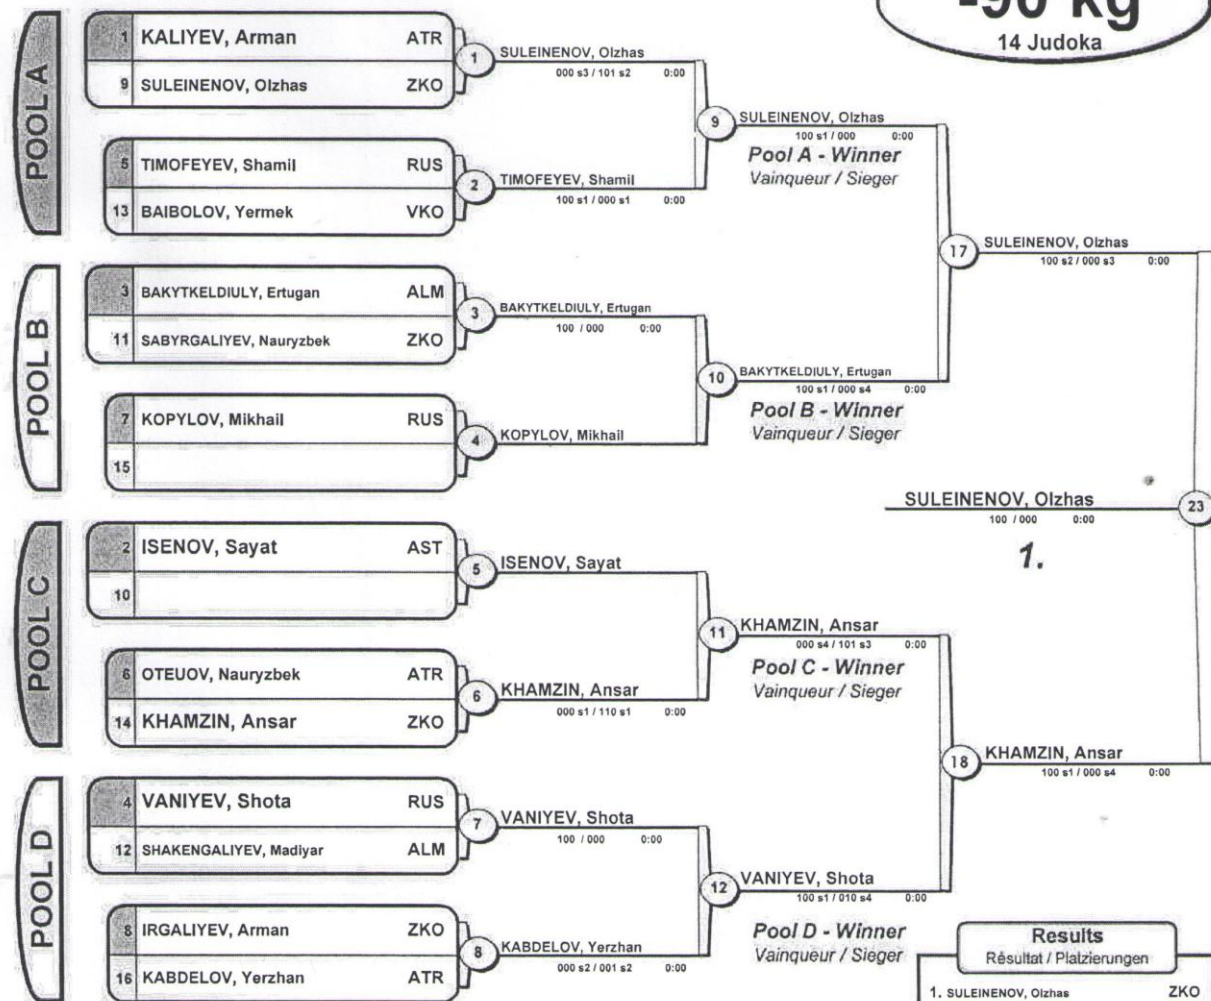 -90 kg
14 Judoka
POOL A
1 KALIYEV, Arman ATR
9 SULEINENOV, Olzhas ZKO
1
SULEINENOV, Olzhas
000 s3 / 101 s2 0:00
5 TIMOFEYEV, Shamil RUS
13 BAIBOLOV, Yermek VKO
2
TIMOFEYEV, Shamil
100 s1 / 000 s1 0:00
9
SULEINENOV, Olzhas
100 s1 / 000 0:00
Pool A - Winner
Vainqueur / Sieger
POOL B
3 BAKYTKELDIULY, Ertugan ALM
11 SABYRGALIYEV, Nauryzbek ZKO
3
BAKYTKELDIULY, Ertugan
100 / 000 0:00
7 KOPYLOV, Mikhail RUS
15
4
KOPYLOV, Mikhail
10
BAKYTKELDIULY, Ertugan
100 s1 / 000 s4 0:00
Pool B - Winner
Vainqueur / Sieger
17
SULEINENOV, Olzhas
100 s2 / 000 s3 0:00
SULEINENOV, Olzhas
100 / 000 0:00
1.
23
POOL C
2 ISENOV, Sayat AST
10
5
ISENOV, Sayat
6 OTEUOV, Nauryzbek ATR
14 KHAMZIN, Ansar ZKO
6
KHAMZIN, Ansar
000 s1 / 110 s1 0:00
11
KHAMZIN, Ansar
000 s4 / 101 s3 0:00
Pool C - Winner
Vainqueur / Sieger
POOL D
4 VANIYEV, Shota RUS
12 SHAKENGALIYEV, Madiyar ALM
7
VANIYEV, Shota
100 / 000 0:00
8 IRGALIYEV, Arman ZKO
16 KABDELOV, Yerzhan ATR
8
KABDELOV, Yerzhan
000 s2 / 001 s2 0:00
12
VANIYEV, Shota
100 s1 / 010 s4 0:00
Pool D - Winner
Vainqueur / Sieger
18
KHAMZIN, Ansar
100 s1 / 000 s4 0:00
Results
Résultat / Platzierungen
1. SULEINENOV, Olzhas ZKO